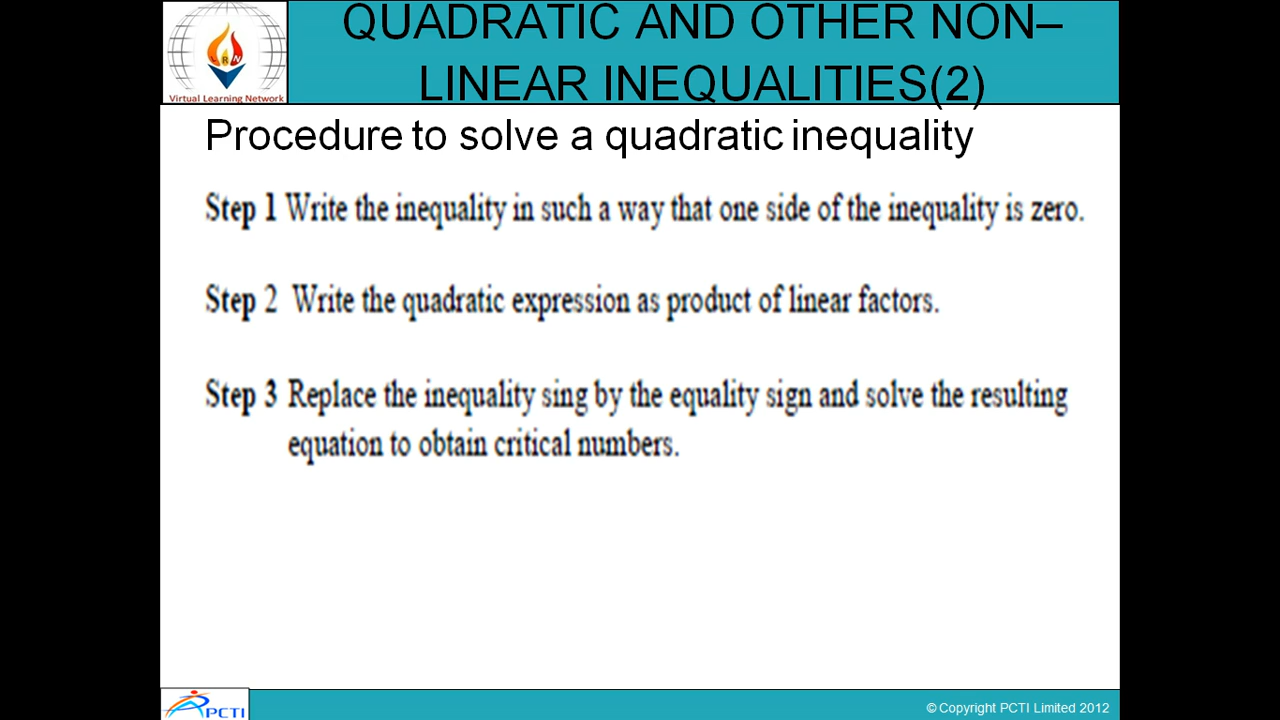 QUADRATIC AND OTHER NON–
LINEAR INEQUALITIES(2)
LRN
Virtual Learning Network
Procedure to solve a quadratic inequality
Step 1 Write the inequality in such a way that one side of the inequality is zero.
Step 2 Write the quadratic expression as product of linear factors.
Step 3 Replace the inequality sing by the equality sign and solve the resulting
equation to obtain critical numbers.
PCTI
© Copyright PCTI Limited 2012